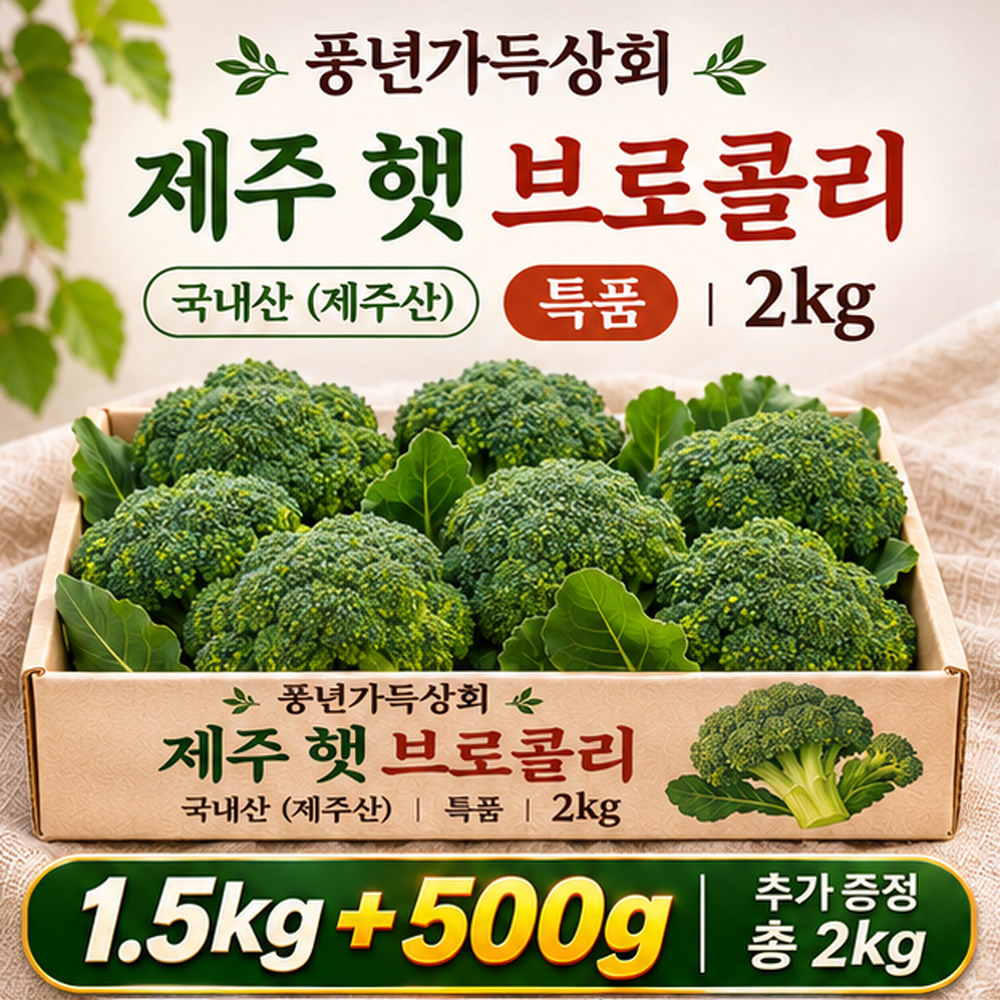 풍년가득상회
제주 햇 브로콜리
국내산 (제주산) 특품 | 2kg
풍년가득상회
제주 햇 브로콜리
국내산 (제주산) | 특품 | 2kg
1.5kg + 500g | 추가 증정
총 2kg